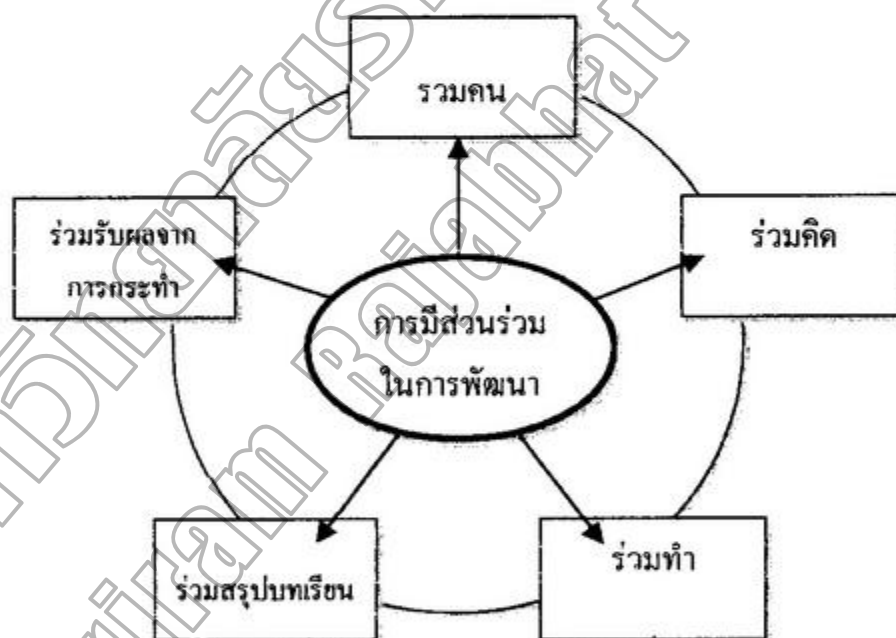 รวมคน
ร่วมรับผลจาก
การกระทำ
ร่วมคิด
การมีส่วนร่วม
ในการพัฒนา
ร่วมสรุปบทเรียน
ร่วมทำ
Rajabhat